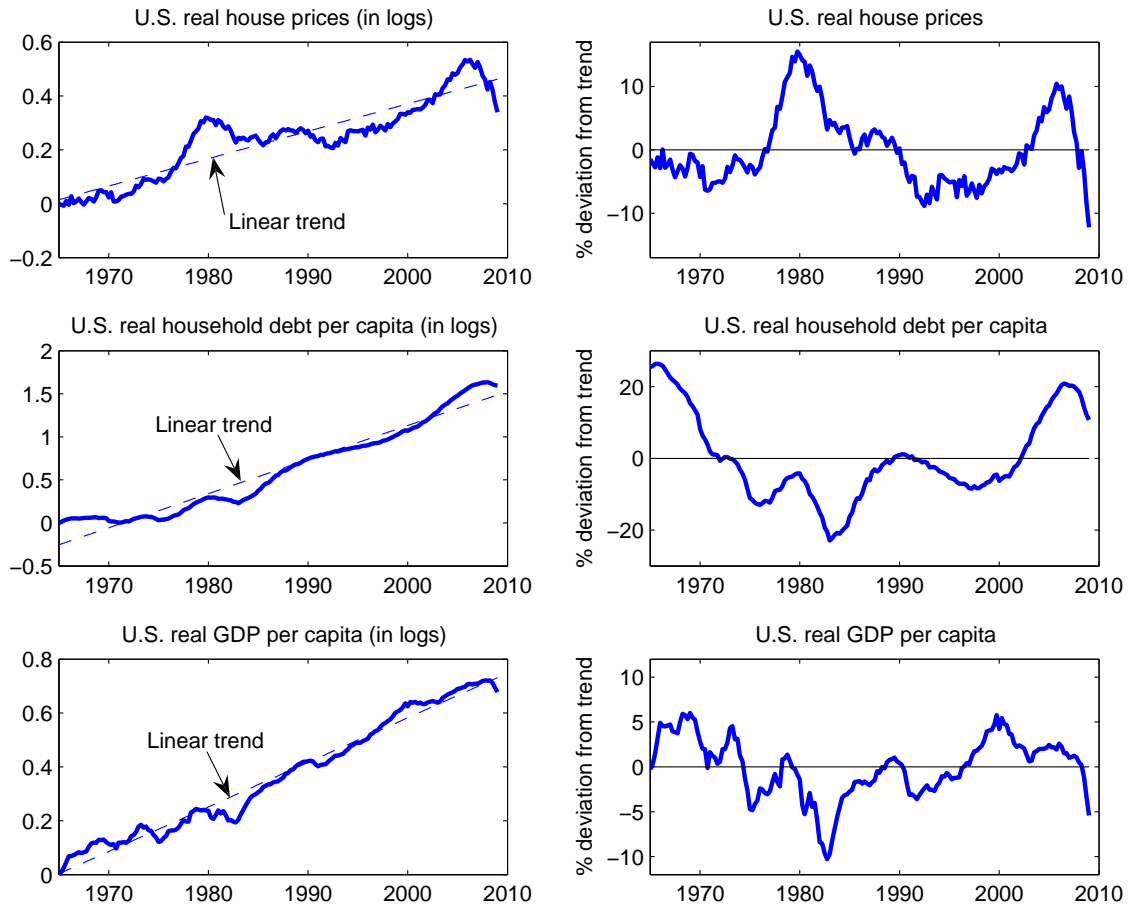 U.S. real house prices (in logs)
0.6
0.4
0.2
0
−0.2
Linear trend
1970 1980 1990 2000 2010
U.S. real house prices
% deviation from trend
10
0
−10
1970 1980 1990 2000 2010
U.S. real household debt per capita (in logs)
2
1.5
1
0.5
0
−0.5
Linear trend
1970 1980 1990 2000 2010
U.S. real household debt per capita
% deviation from trend
20
0
−20
1970 1980 1990 2000 2010
U.S. real GDP per capita (in logs)
0.8
0.6
0.4
0.2
0
Linear trend
1970 1980 1990 2000 2010
U.S. real GDP per capita
% deviation from trend
10
5
0
−5
−10
1970 1980 1990 2000 2010